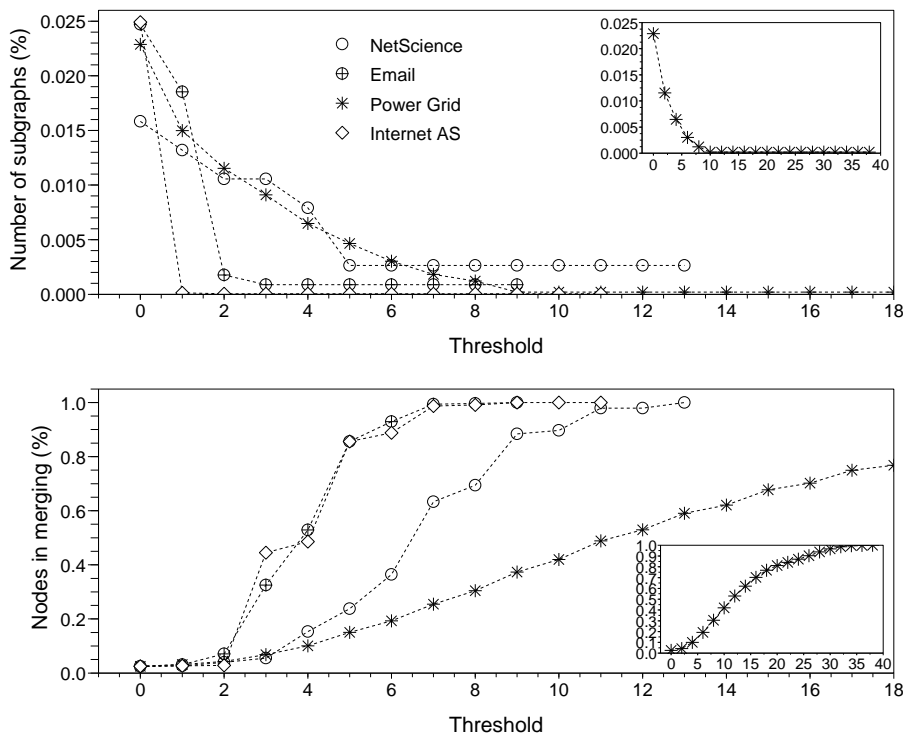 Number of subgraphs (%)
0.025
0.020
0.015
0.010
0.005
0.000
NetScience
Email
Power Grid
Internet AS
0.025
0.020
0.015
0.010
0.005
0.000
0 5 10 15 20 25 30 35 40
0 2 4 6 8 10 12 14 16 18
Threshold
Nodes in merging (%)
1.0
0.8
0.6
0.4
0.2
0.0
1.0
0.9
0.8
0.7
0.6
0.5
0.4
0.3
0.2
0.1
0.0
0 5 10 15 20 25 30 35 40
0 2 4 6 8 10 12 14 16 18
Threshold